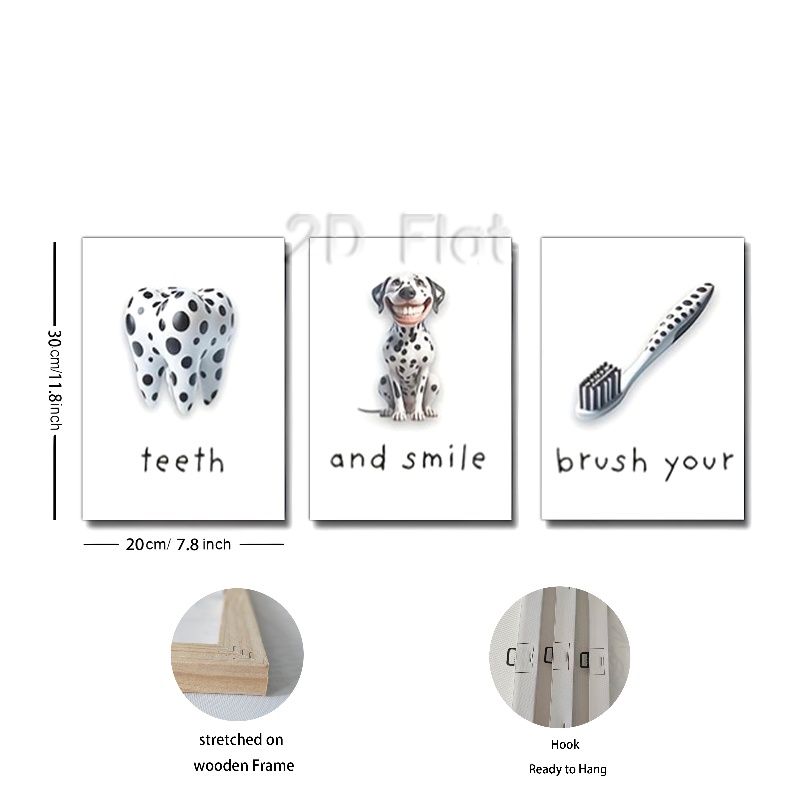 2D Flat
30cm/11.8inch
teeth
and smile
brush your
20cm/ 7.8 inch
stretched on
wooden Frame
Hook
Ready to Hang